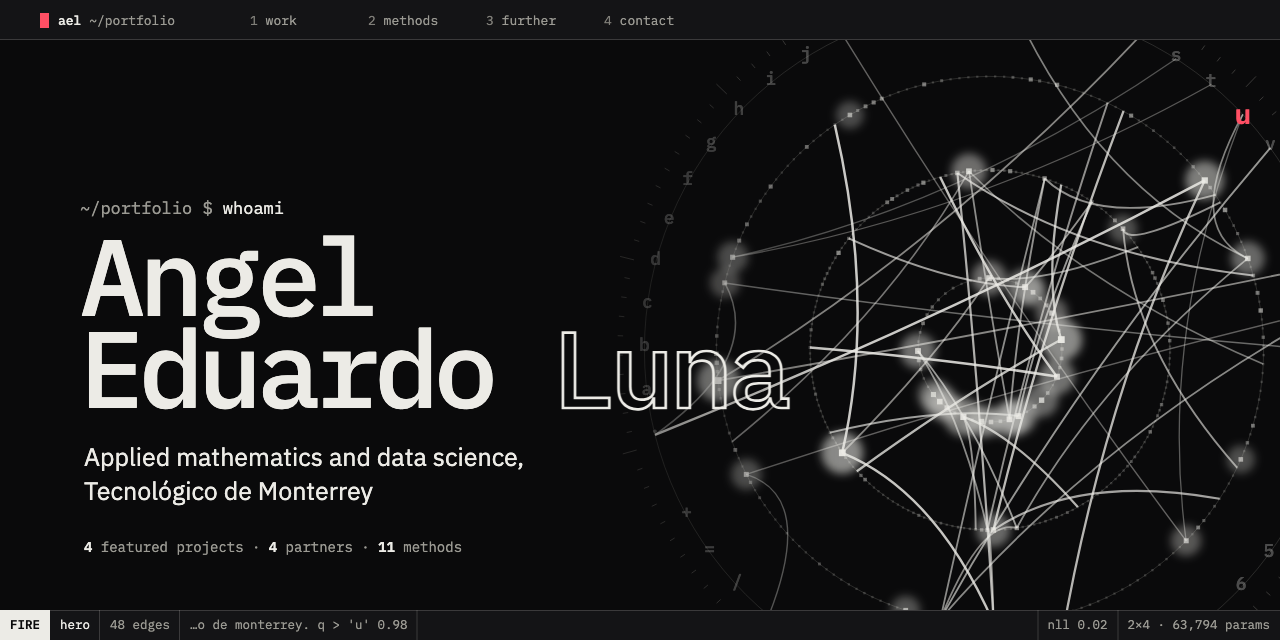 ael ~/portfolio 1 work 2 methods 3 further 4 contact
~/portfolio $ whoami
Angel
Eduardo Luna
Applied mathematics and data science,
Tecnológico de Monterrey
4 featured projects · 4 partners · 11 methods
j
i
h
g
f
e
d
c
b
a
+
=
/
s
t
u
v
5
6
FIRE hero 48 edges …o de monterrey. q > 'u' 0.98 nll 0.02 2×4 · 63,794 params